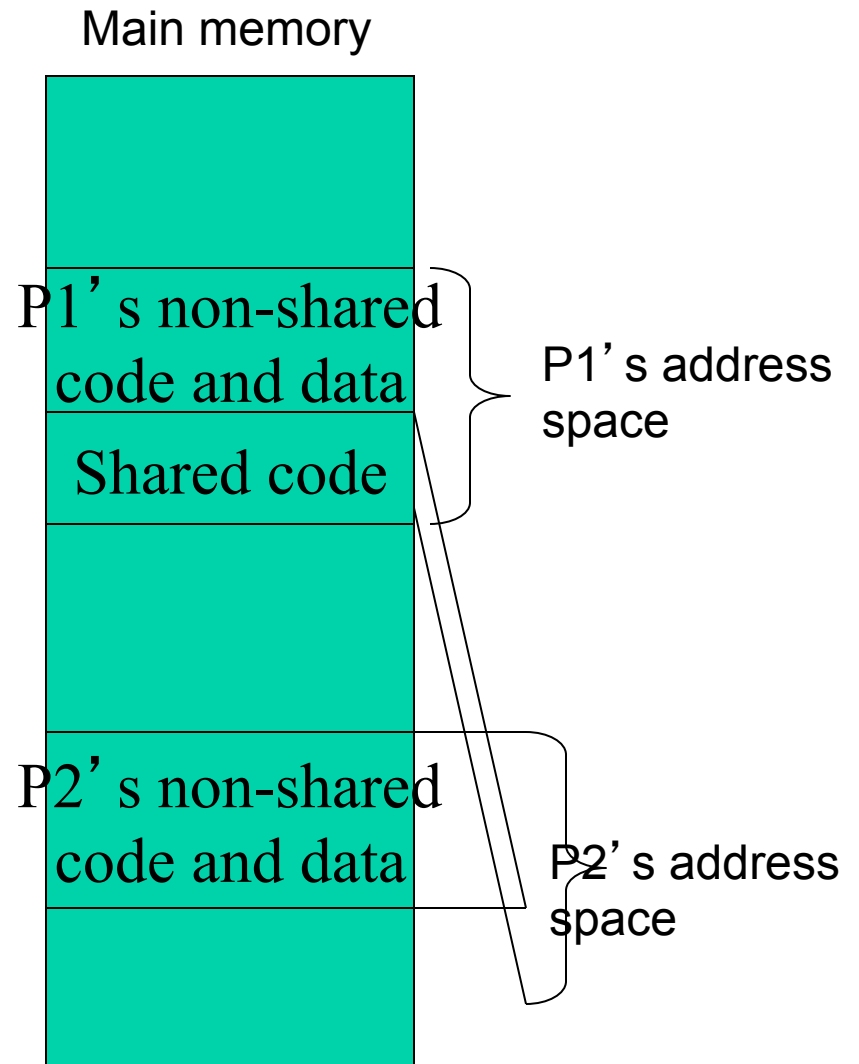 Main memory
P1’s non-shared
code and data
P1’s address
space
Shared code
P2’s non-shared
code and data
P2’s address
space